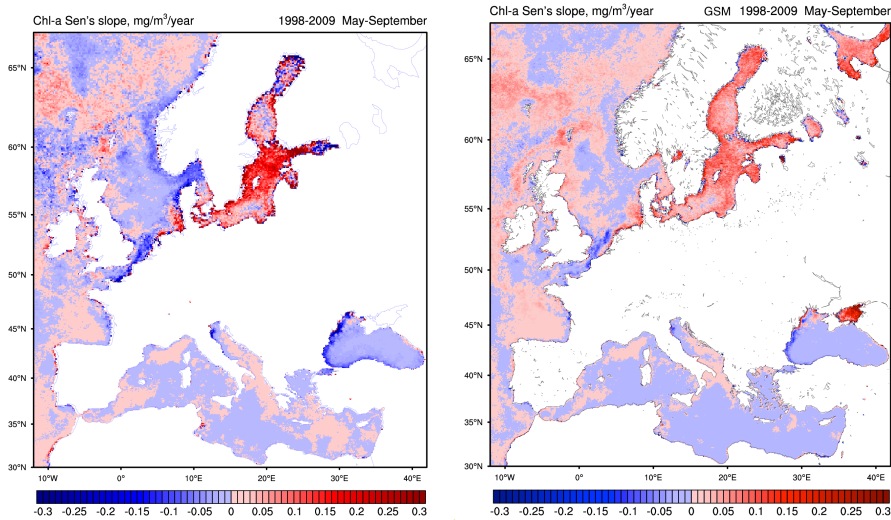 Chl-a Sen's slope, mg/m³/year 1998-2009 May-September
65°N
60°N
55°N
50°N
45°N
40°N
35°N
30°N
10°W 0° 10°E 20°E 30°E 40°E
-0.3 -0.25 -0.2 -0.15 -0.1 -0.05 0 0.05 0.1 0.15 0.2 0.25 0.3
Chl-a Sen's slope, mg/m³/year GSM 1998-2009 May-September
65°N
60°N
55°N
50°N
45°N
40°N
35°N
30°N
10°W 0° 10°E 20°E 30°E 40°E
-0.3 -0.25 -0.2 -0.15 -0.1 -0.05 0 0.05 0.1 0.15 0.2 0.25 0.3